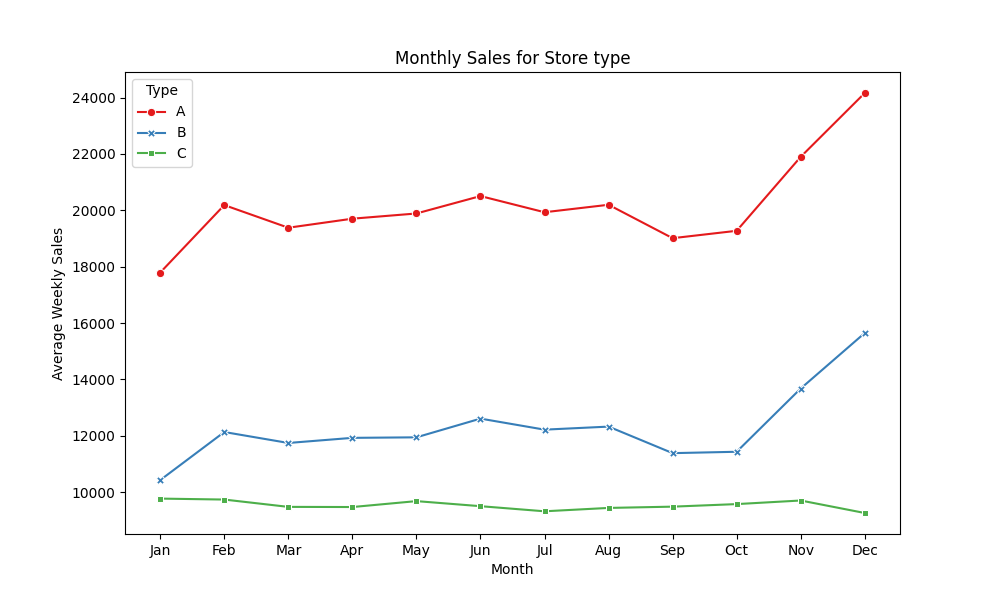 Monthly Sales for Store type
Type
A
B
C
24000
22000
20000
18000
16000
14000
12000
10000
Average Weekly Sales
Jan Feb Mar Apr May Jun Jul Aug Sep Oct Nov Dec
Month